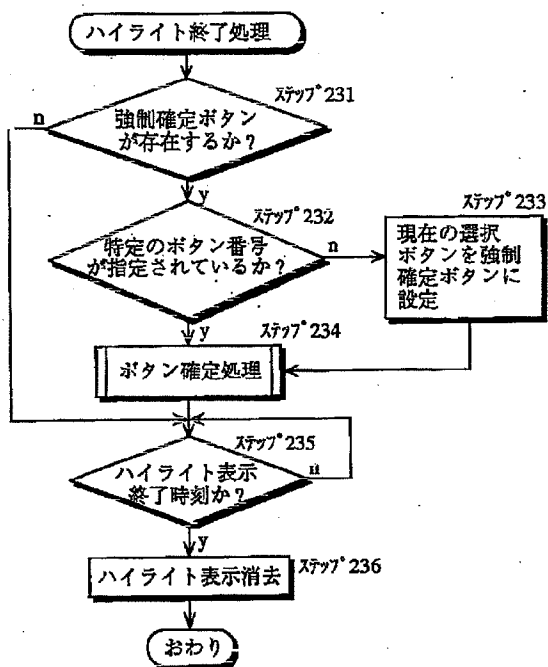 ハイライト終了処理
ステップ231
n
強制確定ボタン
が存在するか?
y
ステップ232
特定のボタン番号
が指定されているか?
n
ステップ233
現在の選択
ボタンを強制
確定ボタンに
設定
y
ステップ234
ボタン確定処理
ステップ235
ハイライト表示
終了時刻か?
n
y
ハイライト表示消去
ステップ236
おわり